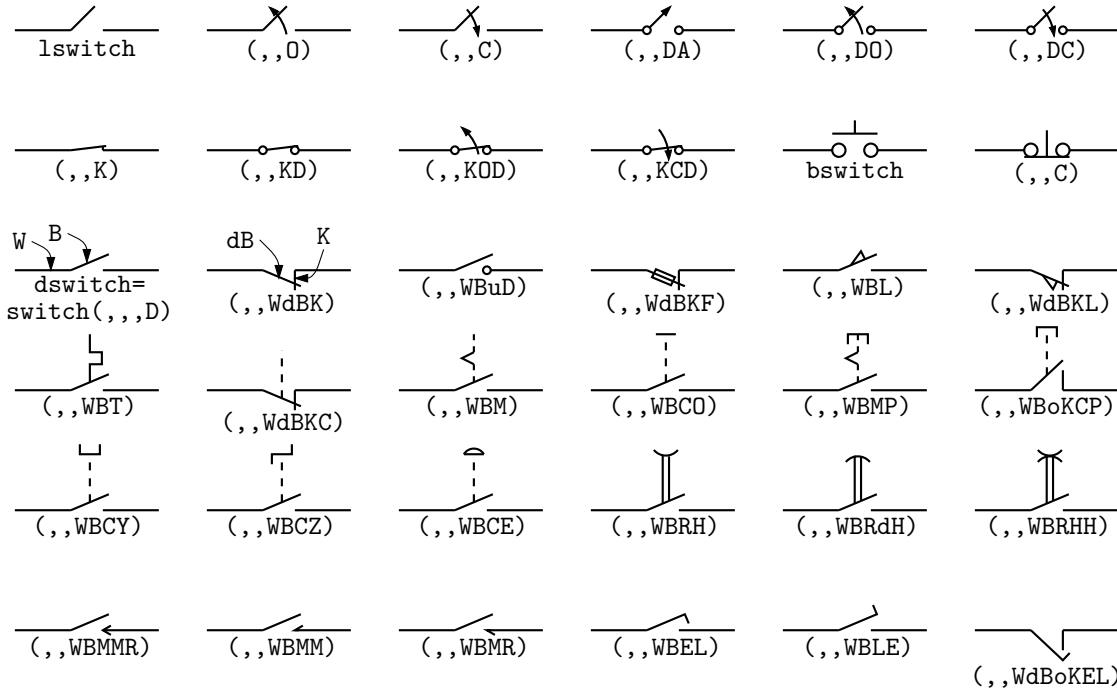 lswitch
(,,O)
(,,C)
(,,DA)
(,,DO)
(,,DC)
(,,K)
(,,KD)
(,,KOD)
(,,KCD)
bswitch
(,,C)
W
B
dB
K
dswitch=
switch(,,,D)
(,,WdBK)
(,,WBuD)
(,,WdBKF)
(,,WBL)
(,,WdBKL)
(,,WBT)
(,,WdBKC)
(,,WBM)
(,,WBCO)
(,,WBMP)
(,,WBoKCP)
(,,WBCY)
(,,WBCZ)
(,,WBCE)
(,,WBRH)
(,,WBRdH)
(,,WBRHH)
(,,WBMMR)
(,,WBMM)
(,,WBMR)
(,,WBEL)
(,,WBLE)
(,,WdBoKEL)